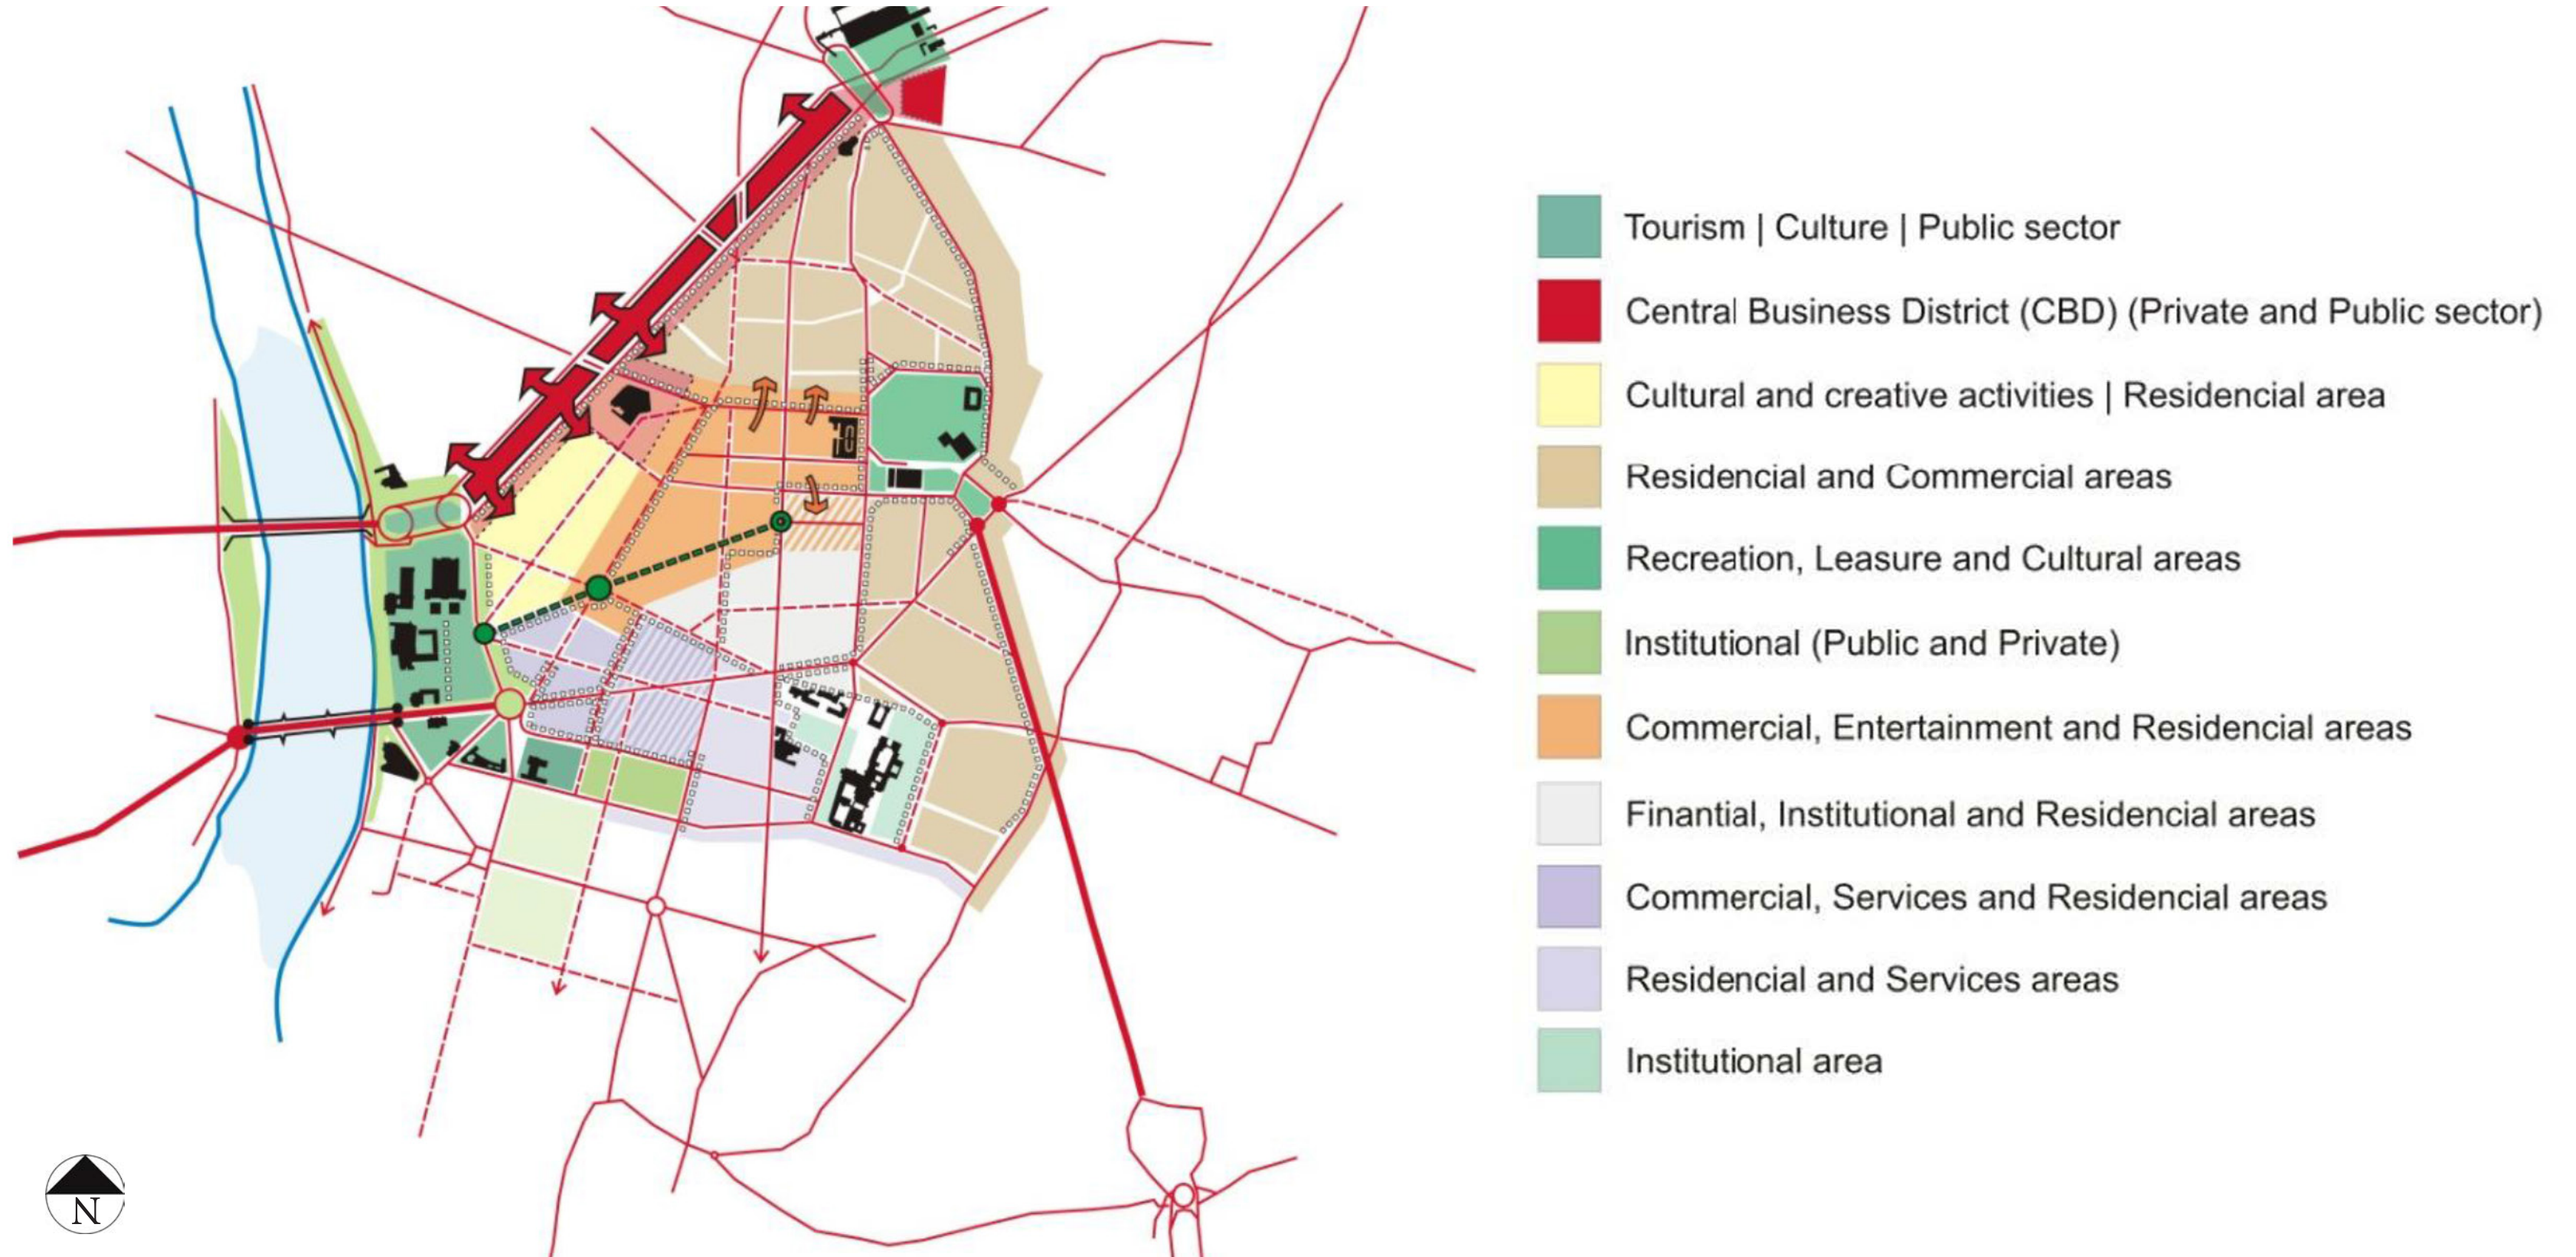 Tourism | Culture | Public sector
Central Business District (CBD) (Private and Public sector)
Cultural and creative activities | Residencial area
Residencial and Commercial areas
Recreation, Leasure and Cultural areas
Institutional (Public and Private)
Commercial, Entertainment and Residencial areas
Finantial, Institutional and Residencial areas
Commercial, Services and Residencial areas
Residencial and Services areas
Institutional area
N